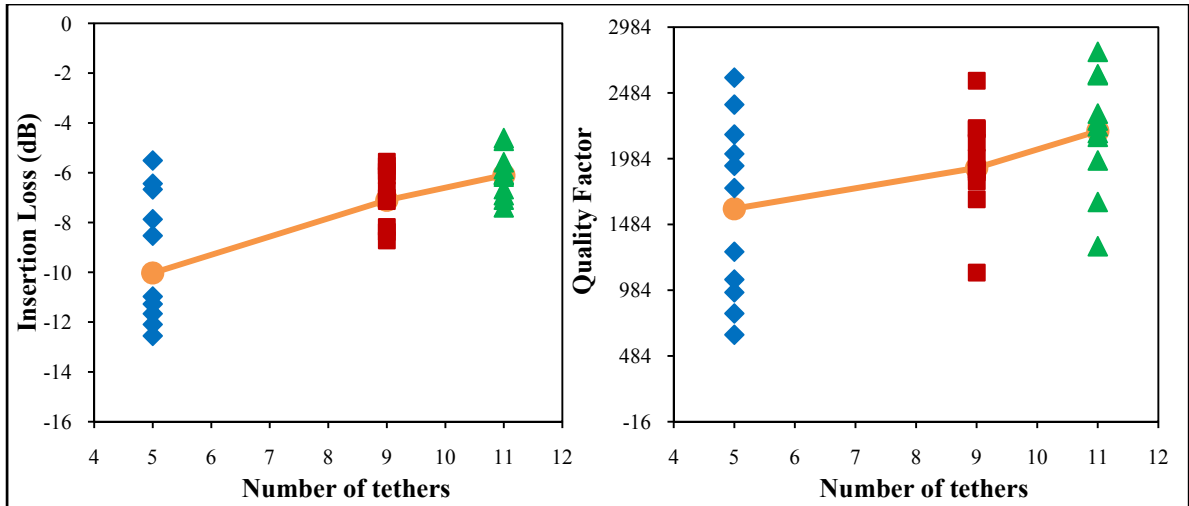 Insertion Loss (dB)
0
-2
-4
-6
-8
-10
-12
-14
-16
4 5 6 7 8 9 10 11 12
Number of tethers
Quality Factor
2984
2484
1984
1484
984
484
-16
4 5 6 7 8 9 10 11 12
Number of tethers